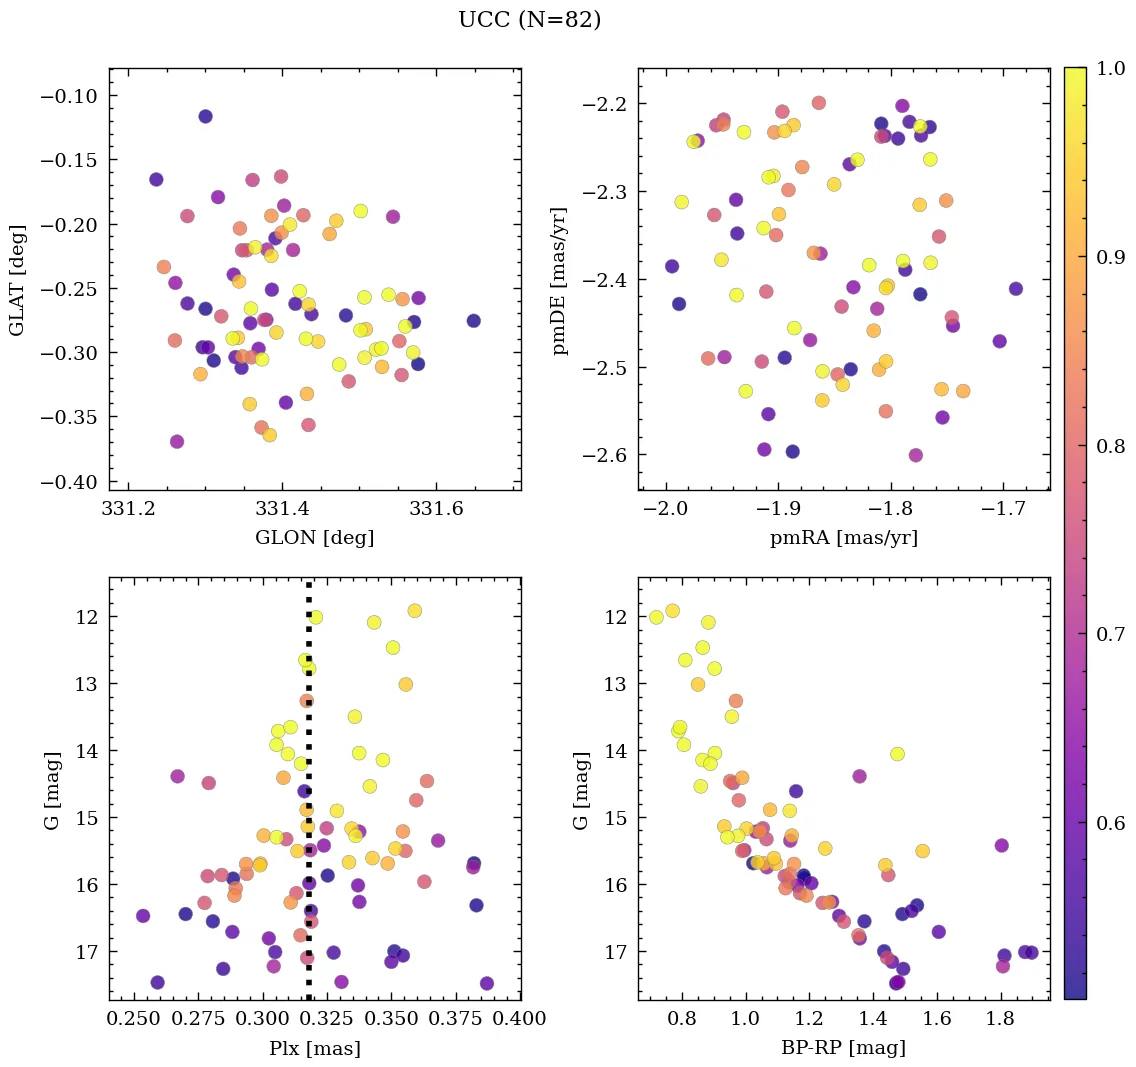 UCC (N=82)
−0.10
−0.15
−0.20
−0.25
−0.30
−0.35
−0.40
GLAT [deg]
331.2 331.4 331.6
GLON [deg]
−2.2
−2.3
−2.4
−2.5
−2.6
pmDE [mas/yr]
−2.0 −1.9 −1.8 −1.7
pmRA [mas/yr]
12
13
14
15
16
17
G [mag]
0.250 0.275 0.300 0.325 0.350 0.375 0.400
Plx [mas]
12
13
14
15
16
17
G [mag]
0.8 1.0 1.2 1.4 1.6 1.8
BP-RP [mag]
1.0
0.9
0.8
0.7
0.6